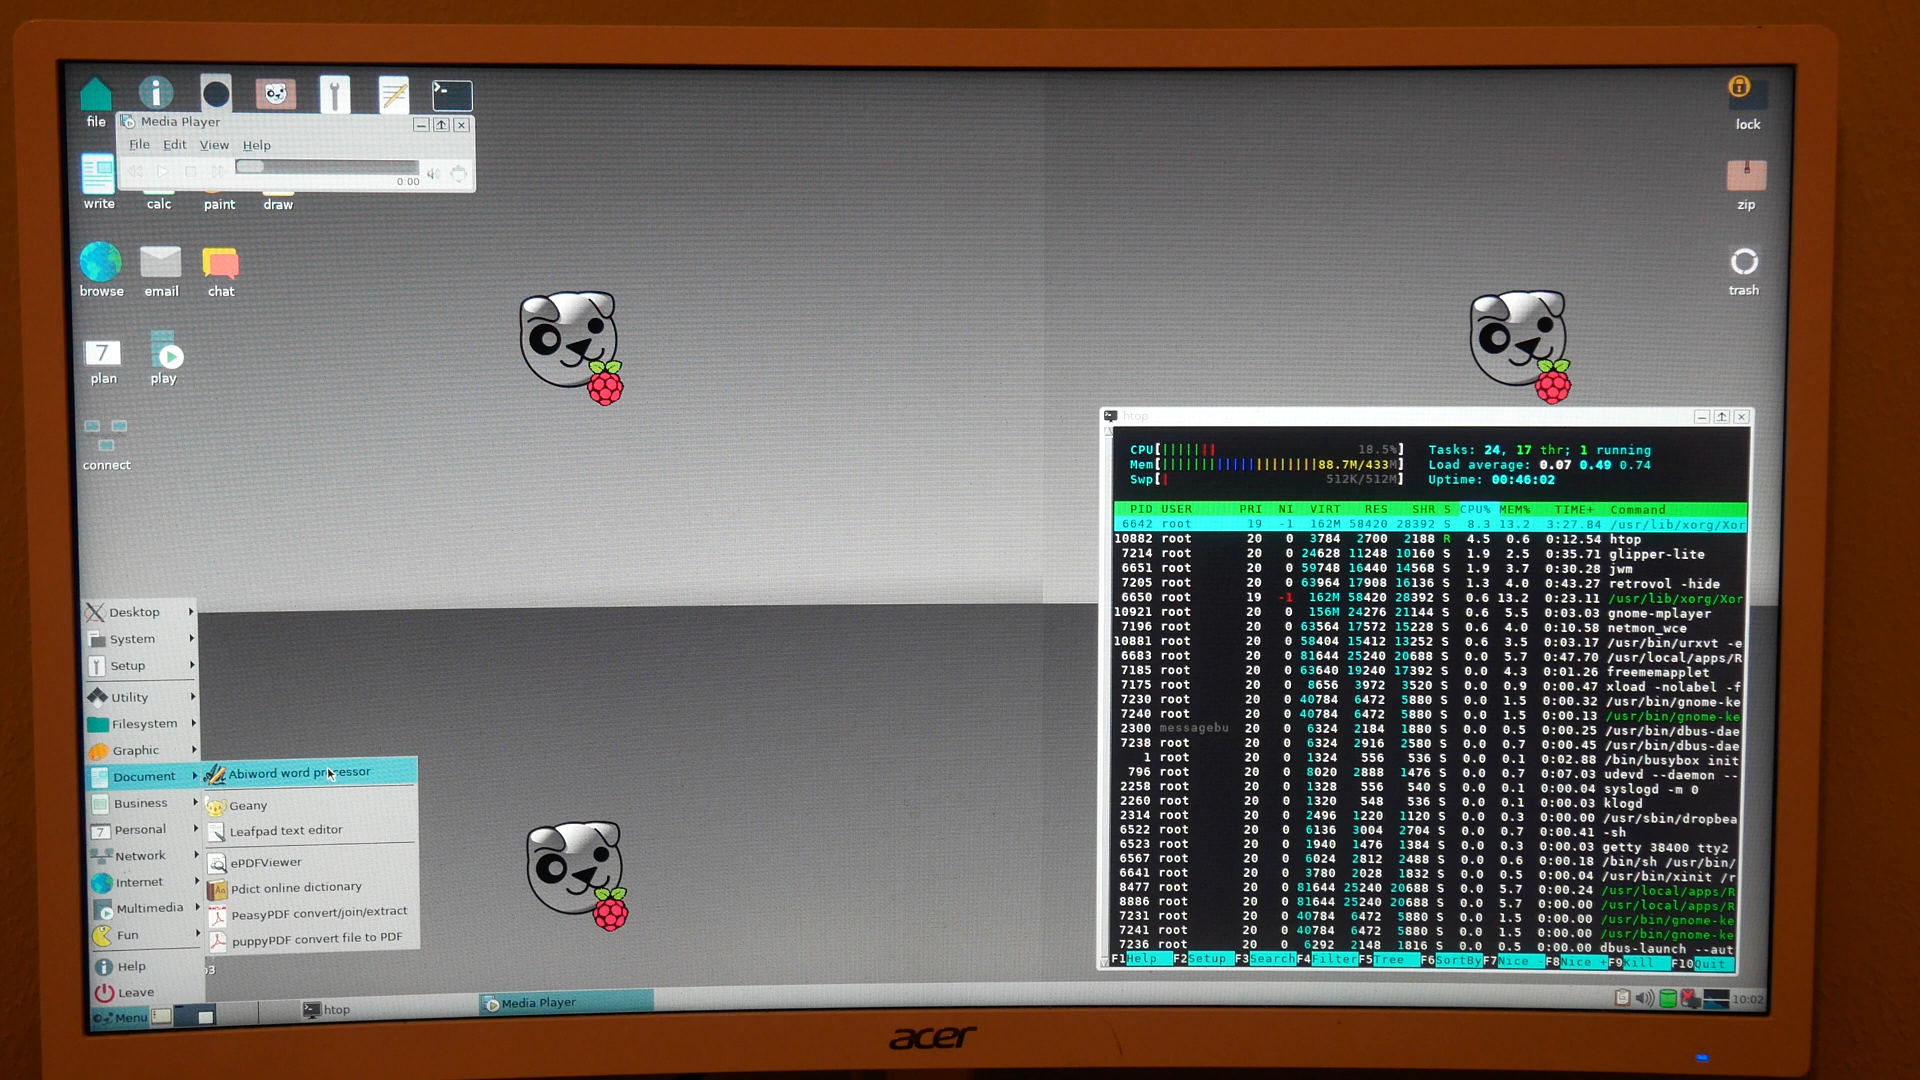 file
lock
Media Player
File Edit View Help
0:00
write calc paint draw
zip
browse email chat
trash
7
plan play
connect
htop
CPU[||||||| 18.5%] Tasks: 24, 17 thr; 1 running
Mem[||||||||||||||||||||88.7M/433M] Load average: 0.07 0.49 0.74
Swp[| 512K/512M] Uptime: 00:46:02
PID USER PRI NI VIRT RES SHR S CPU% MEM% TIME+ Command
6642 root 19 -1 162M 58420 28392 S 8.3 13.2 3:27.84 /usr/lib/xorg/Xor
10882 root 20 0 3784 2700 2188 R 4.5 0.6 0:12.54 htop
7214 root 20 0 24628 11248 10160 S 1.9 2.5 0:35.71 glipper-lite
6651 root 20 0 59748 16440 14568 S 1.9 3.7 0:30.28 jwm
7205 root 20 0 63964 17908 16136 S 1.3 4.0 0:43.27 retrovol -hide
6650 root 19 -1 162M 58420 28392 S 0.6 13.2 0:23.11 /usr/lib/xorg/Xor
10921 root 20 0 156M 24276 21144 S 0.6 5.5 0:03.03 gnome-mplayer
7196 root 20 0 63564 17572 15228 S 0.6 4.0 0:10.58 netmon_wce
10881 root 20 0 58404 15412 13252 S 0.6 3.5 0:03.17 /usr/bin/urxvt -e
6683 root 20 0 81644 25240 20688 S 0.0 5.7 0:47.70 /usr/local/apps/R
7185 root 20 0 63640 19240 17392 S 0.0 4.3 0:01.26 freememapplet
7175 root 20 0 8656 3972 3520 S 0.0 0.9 0:00.47 xload -nolabel -f
7230 root 20 0 40784 6472 5880 S 0.0 1.5 0:00.32 /usr/bin/gnome-ke
7240 root 20 0 40784 6472 5880 S 0.0 1.5 0:00.13 /usr/bin/gnome-ke
2300 messagebu 20 0 6324 2184 1880 S 0.0 0.5 0:00.25 /usr/bin/dbus-dae
7238 root 20 0 6324 2916 2580 S 0.0 0.7 0:00.45 /usr/bin/dbus-dae
1 root 20 0 1324 556 536 S 0.0 0.1 0:02.88 /bin/busybox init
796 root 20 0 8020 2888 1476 S 0.0 0.7 0:07.03 udevd --daemon --
2258 root 20 0 1328 556 540 S 0.0 0.1 0:00.04 syslogd -m 0
2260 root 20 0 1320 548 536 S 0.0 0.1 0:00.03 klogd
2314 root 20 0 2496 1220 1120 S 0.0 0.3 0:00.00 /usr/sbin/dropbea
6522 root 20 0 6136 3004 2704 S 0.0 0.7 0:00.41 -sh
6523 root 20 0 1940 1476 1384 S 0.0 0.3 0:00.03 getty 38400 tty2
6567 root 20 0 6024 2812 2488 S 0.0 0.6 0:00.18 /bin/sh /usr/bin/
6641 root 20 0 3780 2028 1832 S 0.0 0.5 0:00.04 /usr/bin/xinit /r
8477 root 20 0 81644 25240 20688 S 0.0 5.7 0:00.24 /usr/local/apps/R
8886 root 20 0 81644 25240 20688 S 0.0 5.7 0:00.00 /usr/local/apps/R
7231 root 20 0 40784 6472 5880 S 0.0 1.5 0:00.00 /usr/bin/gnome-ke
7241 root 20 0 40784 6472 5880 S 0.0 1.5 0:00.00 /usr/bin/gnome-ke
7236 root 20 0 6292 2148 1816 S 0.0 0.5 0:00.00 dbus-launch --aut
F1Help F2Setup F3SearchF4FilterF5Tree F6SortByF7Nice -F8Nice +F9Kill F10Quit
Desktop
System
Setup
Utility
Filesystem
Graphic
Document
Business
7 Personal
Network
Internet
Multimedia
Fun
Help
Leave
Abiword word processor
Geany
Leafpad text editor
ePDFViewer
Pdict online dictionary
PeasyPDF convert/join/extract
puppyPDF convert file to PDF
Menu
htop
Media Player
10:02
acer